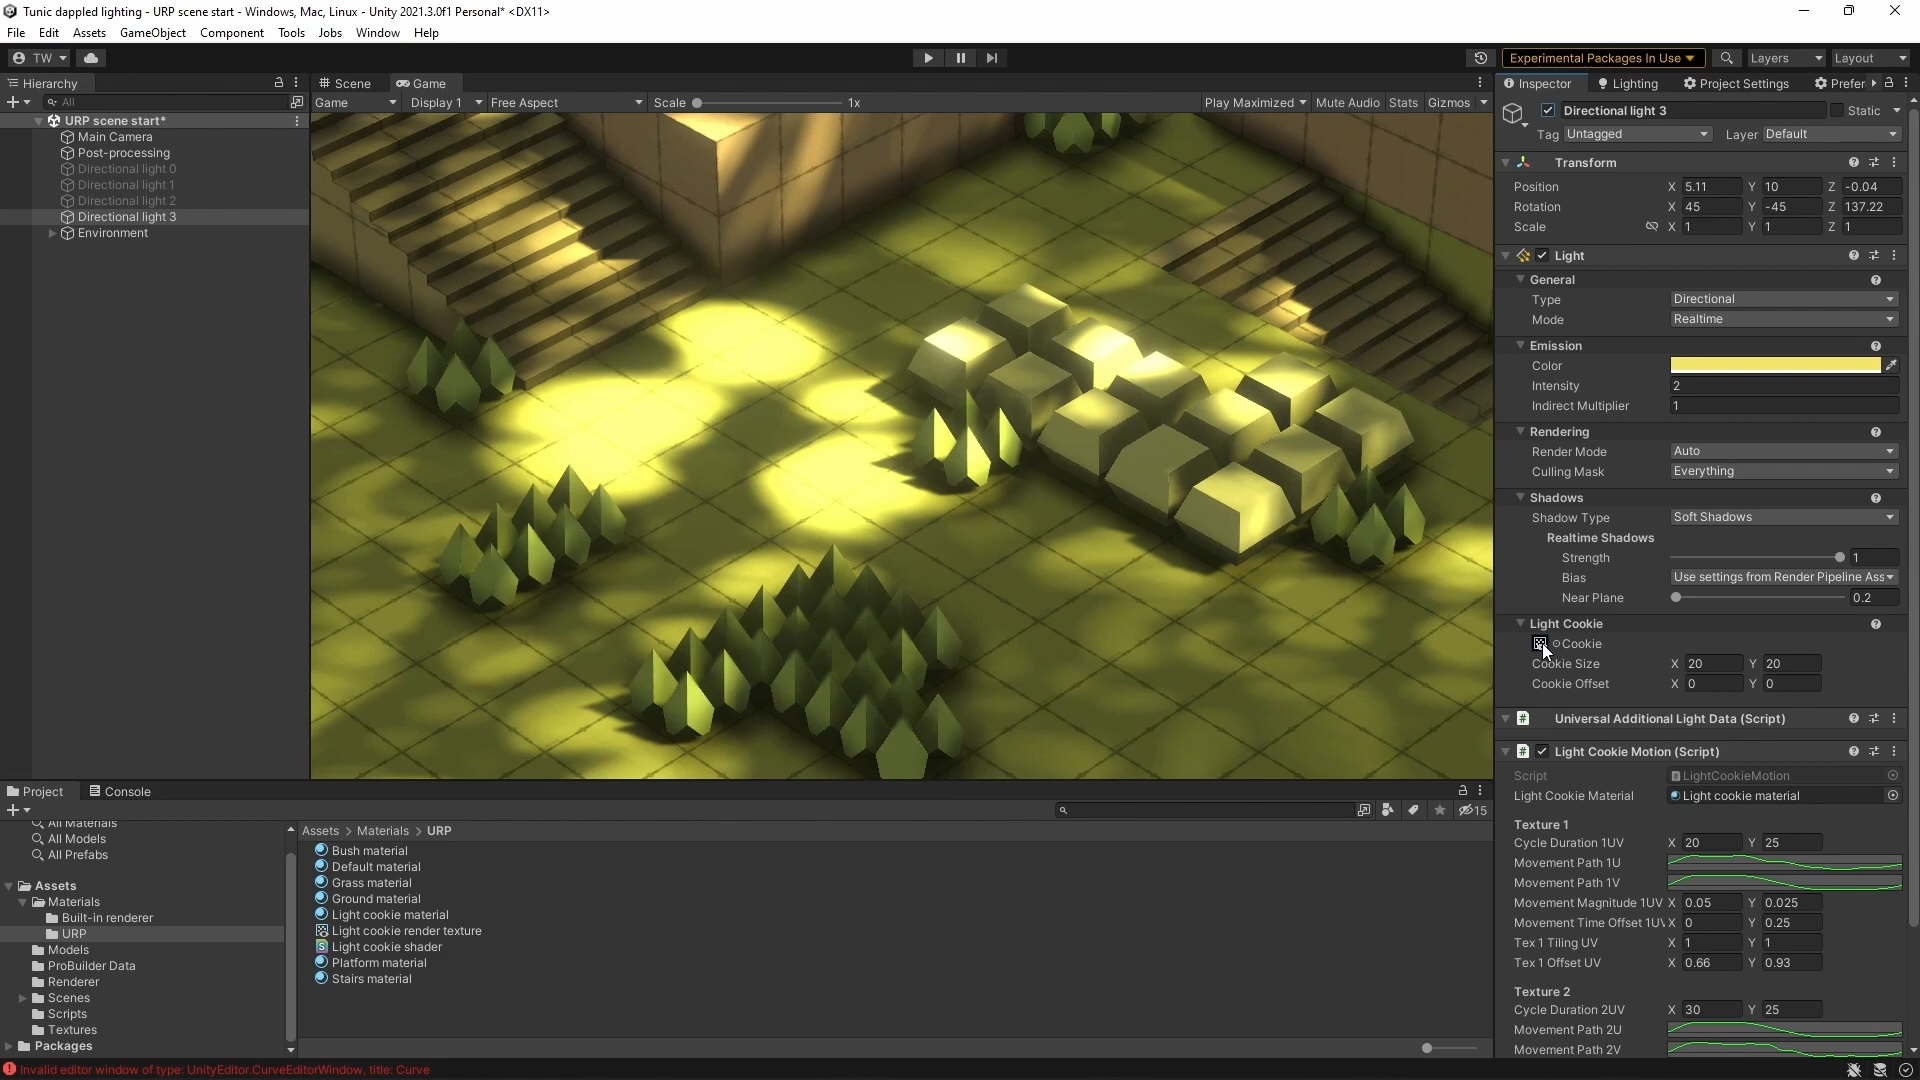 Tunic dappled lighting - URP scene start - Windows, Mac, Linux - Unity 2021.3.0f1 Personal* <DX11>
File Edit Assets GameObject Component Tools Jobs Window Help
TW Experimental Packages In Use Layers Layout
Hierarchy Scene Game Inspector Lighting Project Settings Prefer
All Game Display 1 Free Aspect Scale 1x Play Maximized Mute Audio Stats Gizmos
Directional light 3 Static
Tag Untagged Layer Default
URP scene start*
Main Camera
Post-processing
Directional light 0
Directional light 1
Directional light 2
Directional light 3
Environment
Transform
Position X 5.11 Y 10 Z -0.04
Rotation X 45 Y -45 Z 137.22
Scale X 1 Y 1 Z 1
Light
General
Type Directional
Mode Realtime
Emission
Color
Intensity 2
Indirect Multiplier 1
Rendering
Render Mode Auto
Culling Mask Everything
Shadows
Shadow Type Soft Shadows
Realtime Shadows
Strength 1
Bias Use settings from Render Pipeline Ass
Near Plane 0.2
Light Cookie
Cookie
Cookie Size X 20 Y 20
Cookie Offset X 0 Y 0
Universal Additional Light Data (Script)
Light Cookie Motion (Script)
Script LightCookieMotion
Light Cookie Material Light cookie material
Texture 1
Cycle Duration 1UV X 20 Y 25
Movement Path 1U
Movement Path 1V
Movement Magnitude 1UV X 0.05 Y 0.025
Movement Time Offset 1UV X 0 Y 0.25
Tex 1 Tiling UV X 1 Y 1
Tex 1 Offset UV X 0.66 Y 0.93
Texture 2
Cycle Duration 2UV X 30 Y 25
Movement Path 2U
Movement Path 2V
Project Console
15
All Materials
All Models
All Prefabs
Assets
Materials
Built-in renderer
URP
Models
ProBuilder Data
Renderer
Scenes
Scripts
Textures
Packages
Assets > Materials > URP
Bush material
Default material
Grass material
Ground material
Light cookie material
Light cookie render texture
Light cookie shader
Platform material
Stairs material
Invalid editor window of type: UnityEditor.CurveEditorWindow, title: Curve